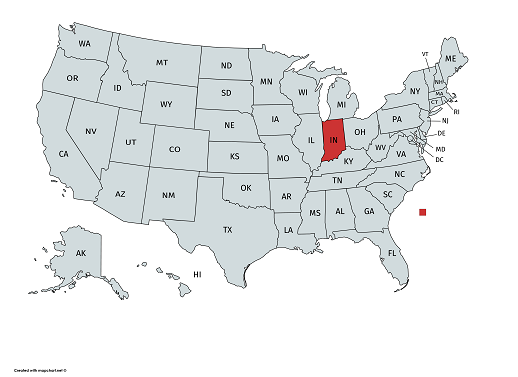 WA
MT
ND
MN
VT
ME
OR
ID
SD
WI
MI
NY
NH
MA
CT
RI
WY
IA
NE
PA
NJ
NV
UT
CO
IL
IN
OH
DE
MD
DC
WV
VA
CA
KS
MO
KY
NC
TN
AZ
NM
OK
AR
SC
MS
AL
GA
TX
LA
FL
AK
HI
Created with mapchart.net ©